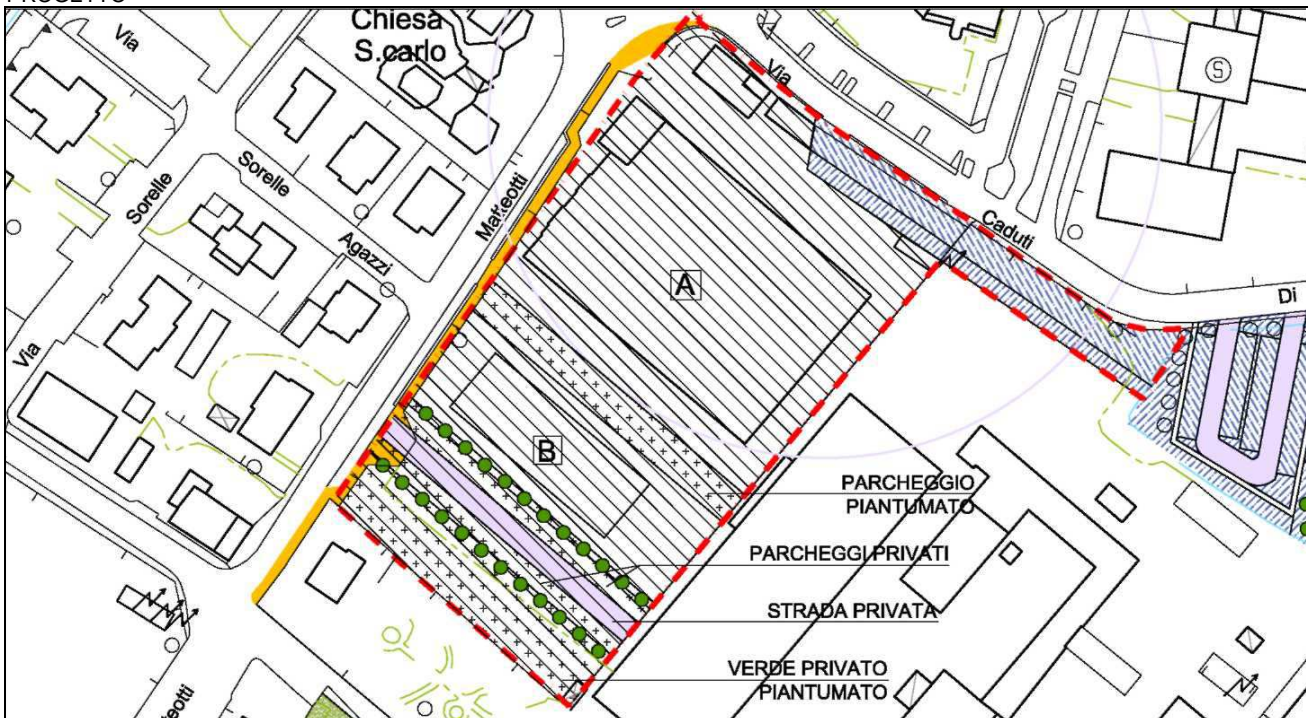 PROGETTO
Chiesa
S.carlo
Via
Via
S
Sorelle
Sorelle
Agazzi
Matteotti
Caduti
Di
A
B
Via
PARCHEGGIO
PIANTUMATO
PARCHEGGI PRIVATI
STRADA PRIVATA
VERDE PRIVATO
PIANTUMATO